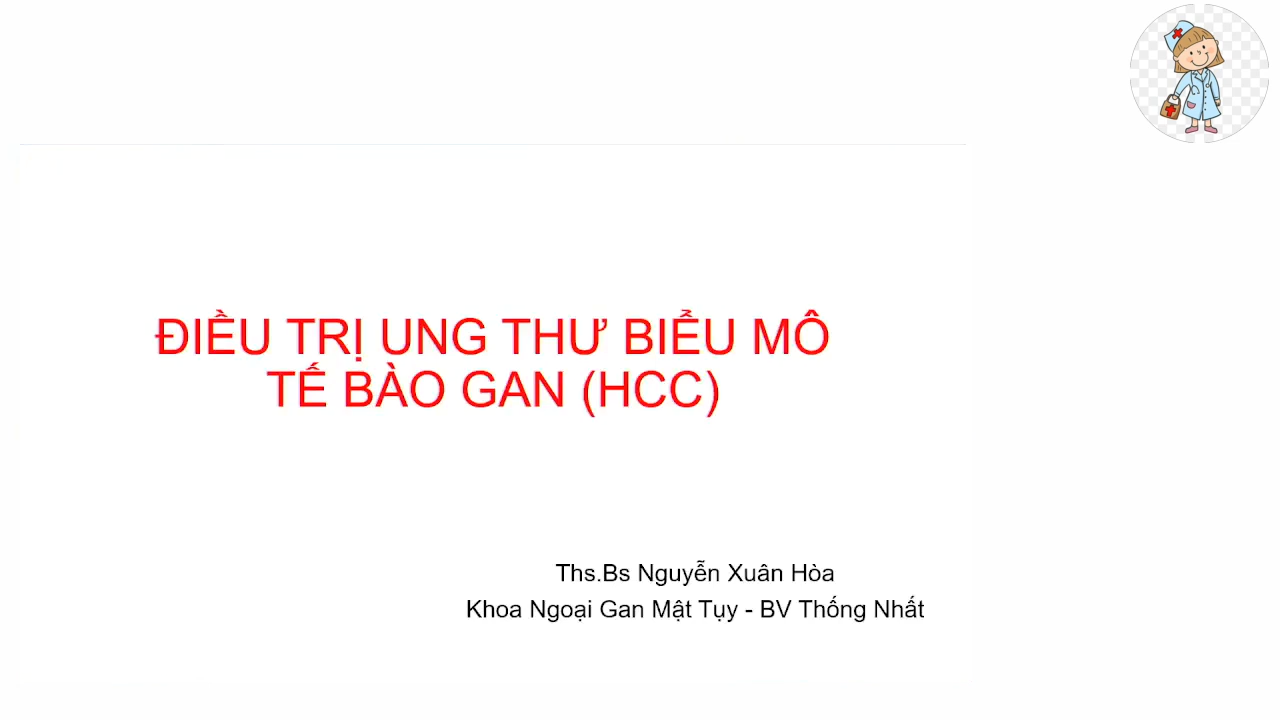 ĐIỀU TRỊ UNG THƯ BIỂU MÔ
TẾ BÀO GAN (HCC)
Ths.Bs Nguyễn Xuân Hòa
Khoa Ngoại Gan Mật Tụy - BV Thống Nhất